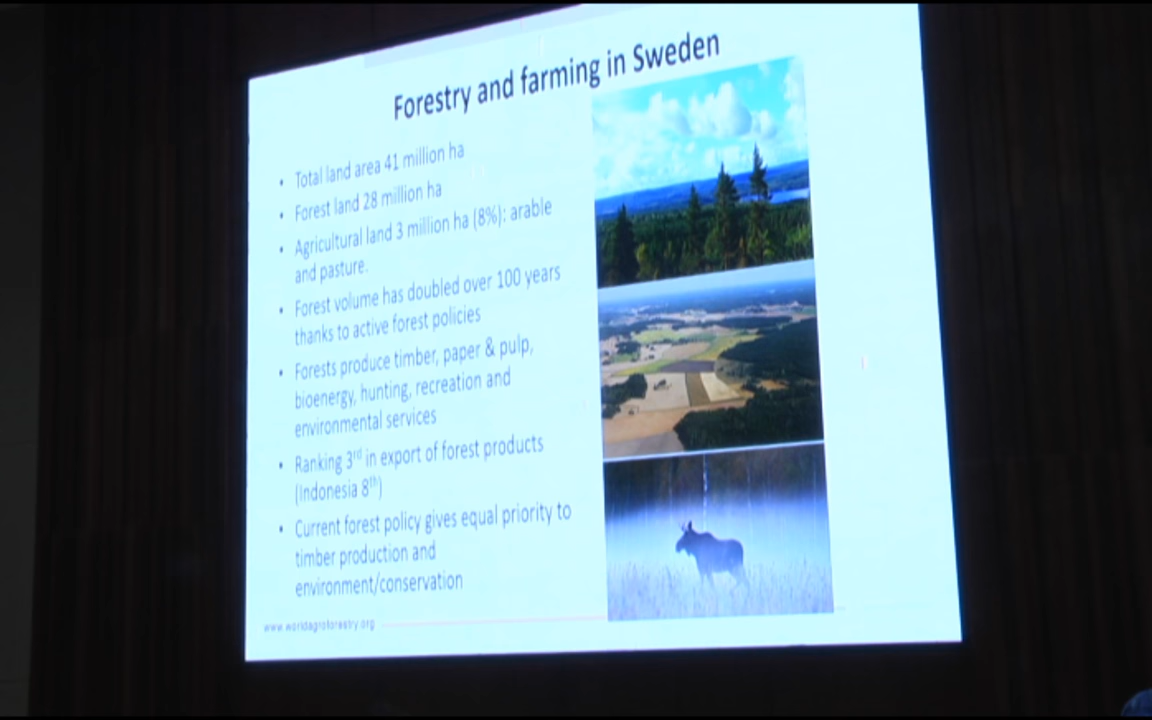 Forestry and farming in Sweden
• Total land area 41 million ha
• Forest land 28 million ha
• Agricultural land 3 million ha (8%): arable
and pasture.
• Forest volume has doubled over 100 years
thanks to active forest policies
• Forests produce timber, paper & pulp,
bioenergy, hunting, recreation and
environmental services
• Ranking 3rd in export of forest products
(Indonesia 8th)
• Current forest policy gives equal priority to
timber production and
environment/conservation
www.worldagroforestry.org